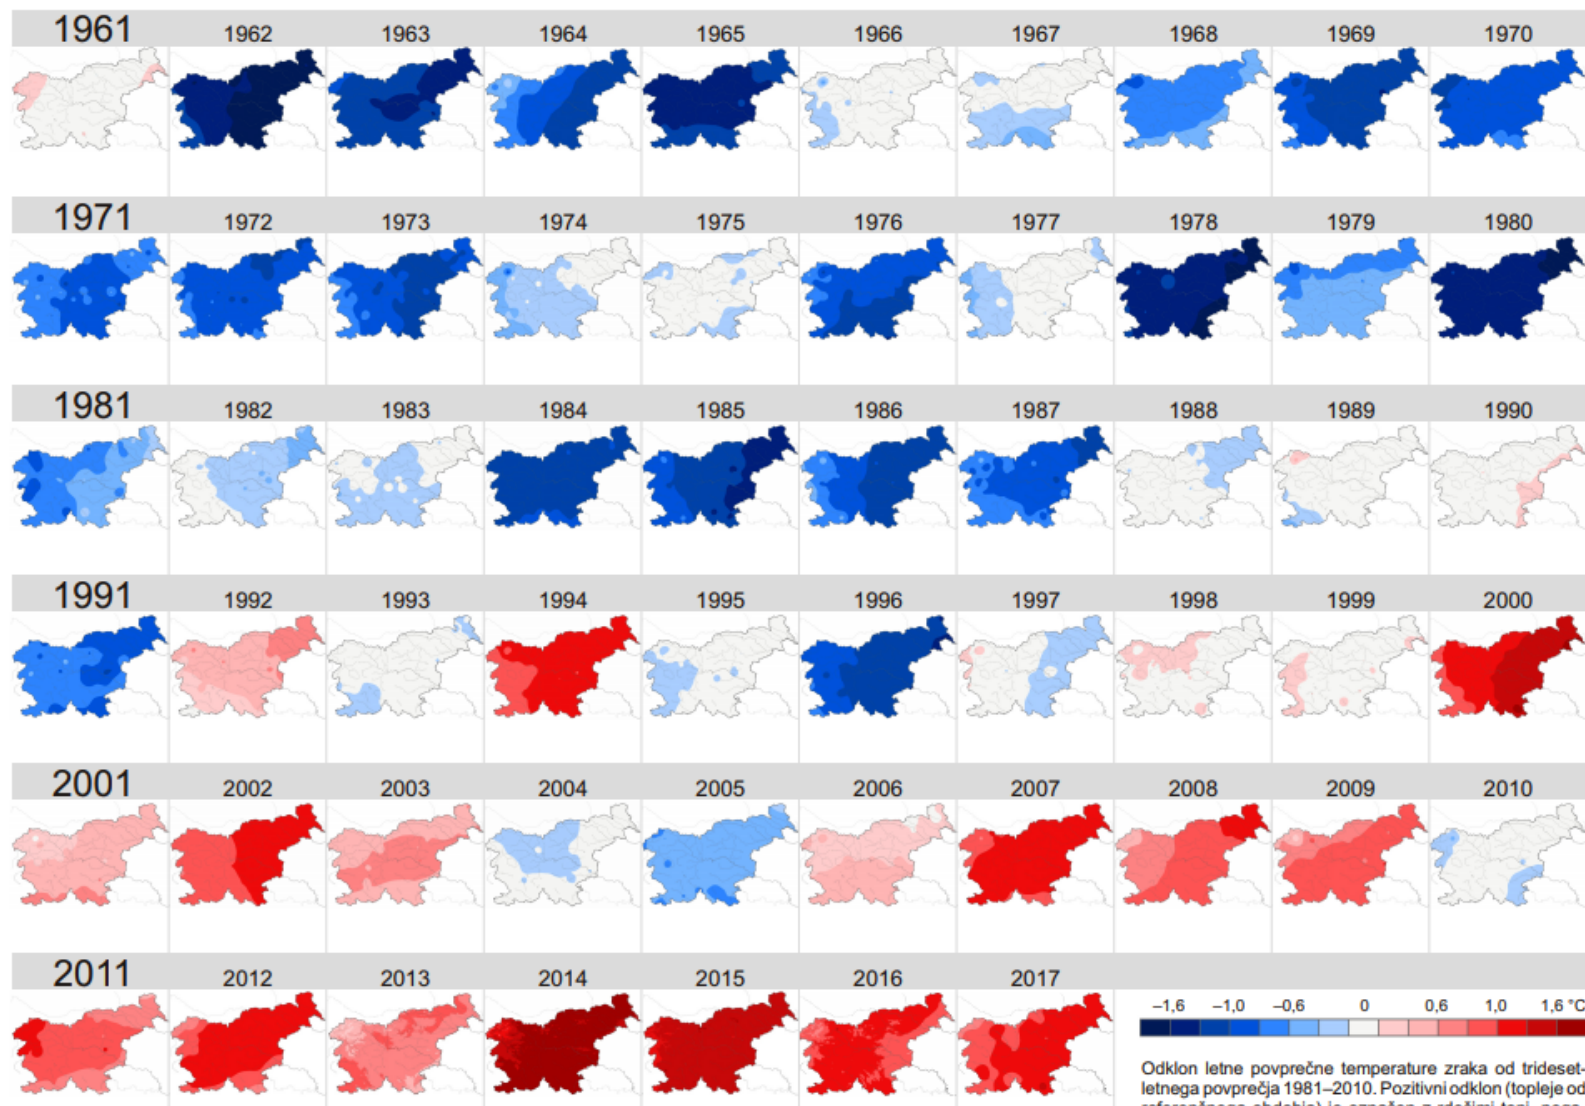 1961 1962 1963 1964 1965 1966 1967 1968 1969 1970
1971 1972 1973 1974 1975 1976 1977 1978 1979 1980
1981 1982 1983 1984 1985 1986 1987 1988 1989 1990
1991 1992 1993 1994 1995 1996 1997 1998 1999 2000
2001 2002 2003 2004 2005 2006 2007 2008 2009 2010
2011 2012 2013 2014 2015 2016 2017
–1,6 –1,0 –0,6 0 0,6 1,0 1,6 °C
Odklon letne povprečne temperature zraka od trideset-
letnega povprečja 1981–2010. Pozitivni odklon (topleje od